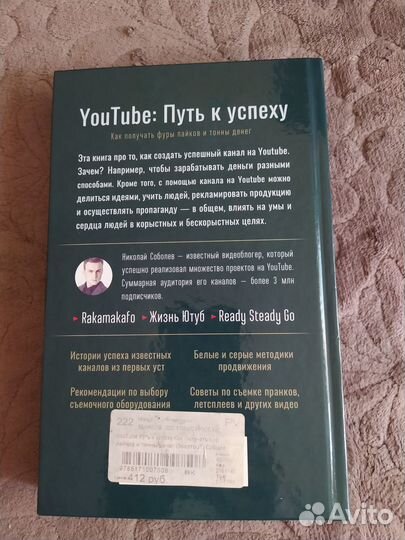 YouTube: Путь к успеху
Как получать фуры лайков и тонны денег
Эта книга про то, как создать успешный канал на Youtube.
Зачем? Например, чтобы зарабатывать деньги разными
способами. Кроме того, с помощью канала на Youtube можно
делиться идеями, учить людей, рекламировать продукцию
и осуществлять пропаганду — в общем, влиять на умы и
сердца людей в корыстных и бескорыстных целях.
Николай Соболев – известный видеоблогер, который
успешно реализовал множество проектов на YouTube.
Суммарная аудитория его каналов – более 3 млн
подписчиков.
Rakamakafo Жизнь Ютуб Ready Steady Go
Истории успеха известных
каналов из первых уст
Белые и серые методики
продвижения
Рекомендации по выбору
съемочного оборудования
Советы по съемке пранков,
летсплеев и других видео
222
412 руб
Avito